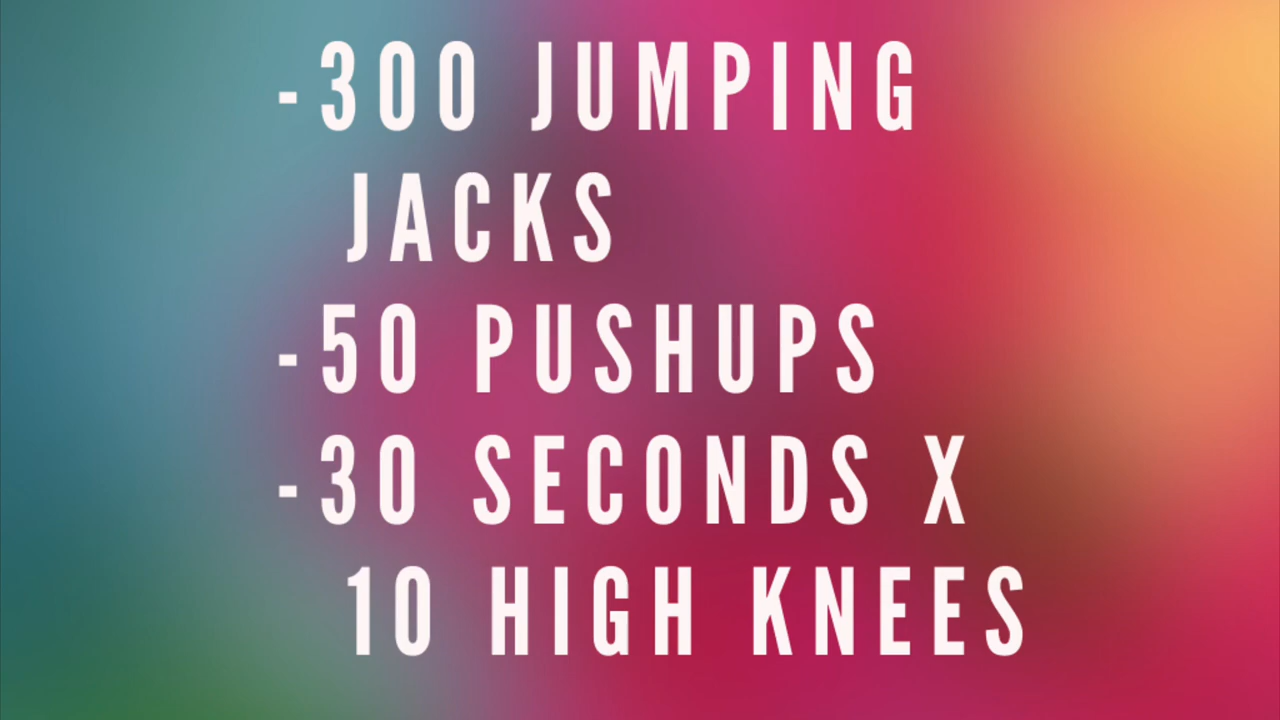 -300 JUMPING
JACKS
-50 PUSHUPS
-30 SECONDS X
10 HIGH KNEES